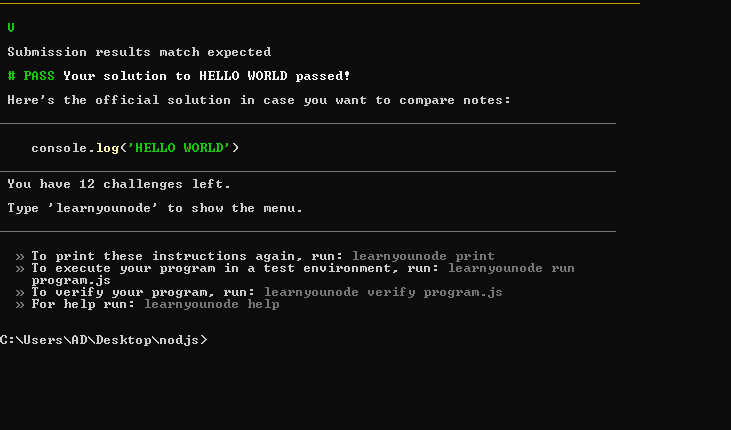 V
Submission results match expected
# PASS Your solution to HELLO WORLD passed!
Here's the official solution in case you want to compare notes:
console.log('HELLO WORLD')
You have 12 challenges left.
Type 'learnyounode' to show the menu.
» To print these instructions again, run: learnyounode print
» To execute your program in a test environment, run: learnyounode run
program.js
» To verify your program, run: learnyounode verify program.js
» For help run: learnyounode help
C:\Users\AD\Desktop\nodjs>